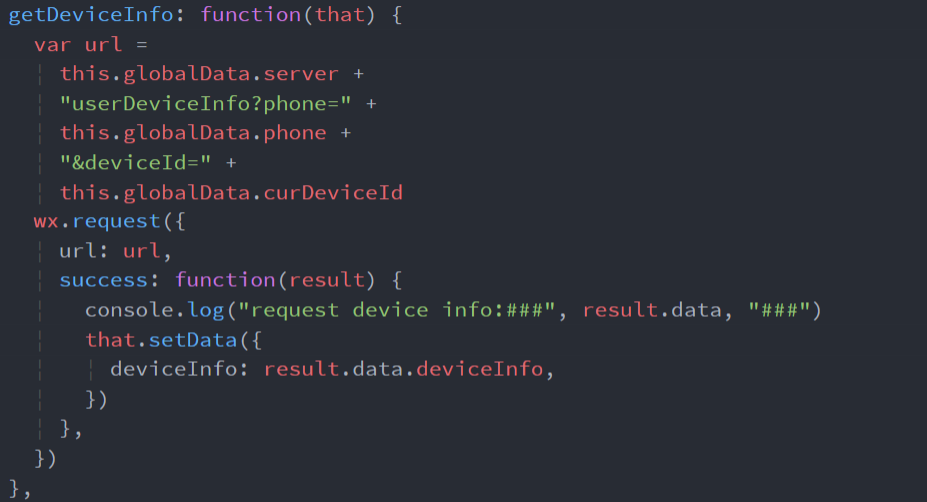 getDeviceInfo: function(that) {
  var url =
    this.globalData.server +
    "userDeviceInfo?phone=" +
    this.globalData.phone +
    "&deviceId=" +
    this.globalData.curDeviceId
  wx.request({
    url: url,
    success: function(result) {
      console.log("request device info:###", result.data, "###")
      that.setData({
        deviceInfo: result.data.deviceInfo,
      })
    },
  })
},